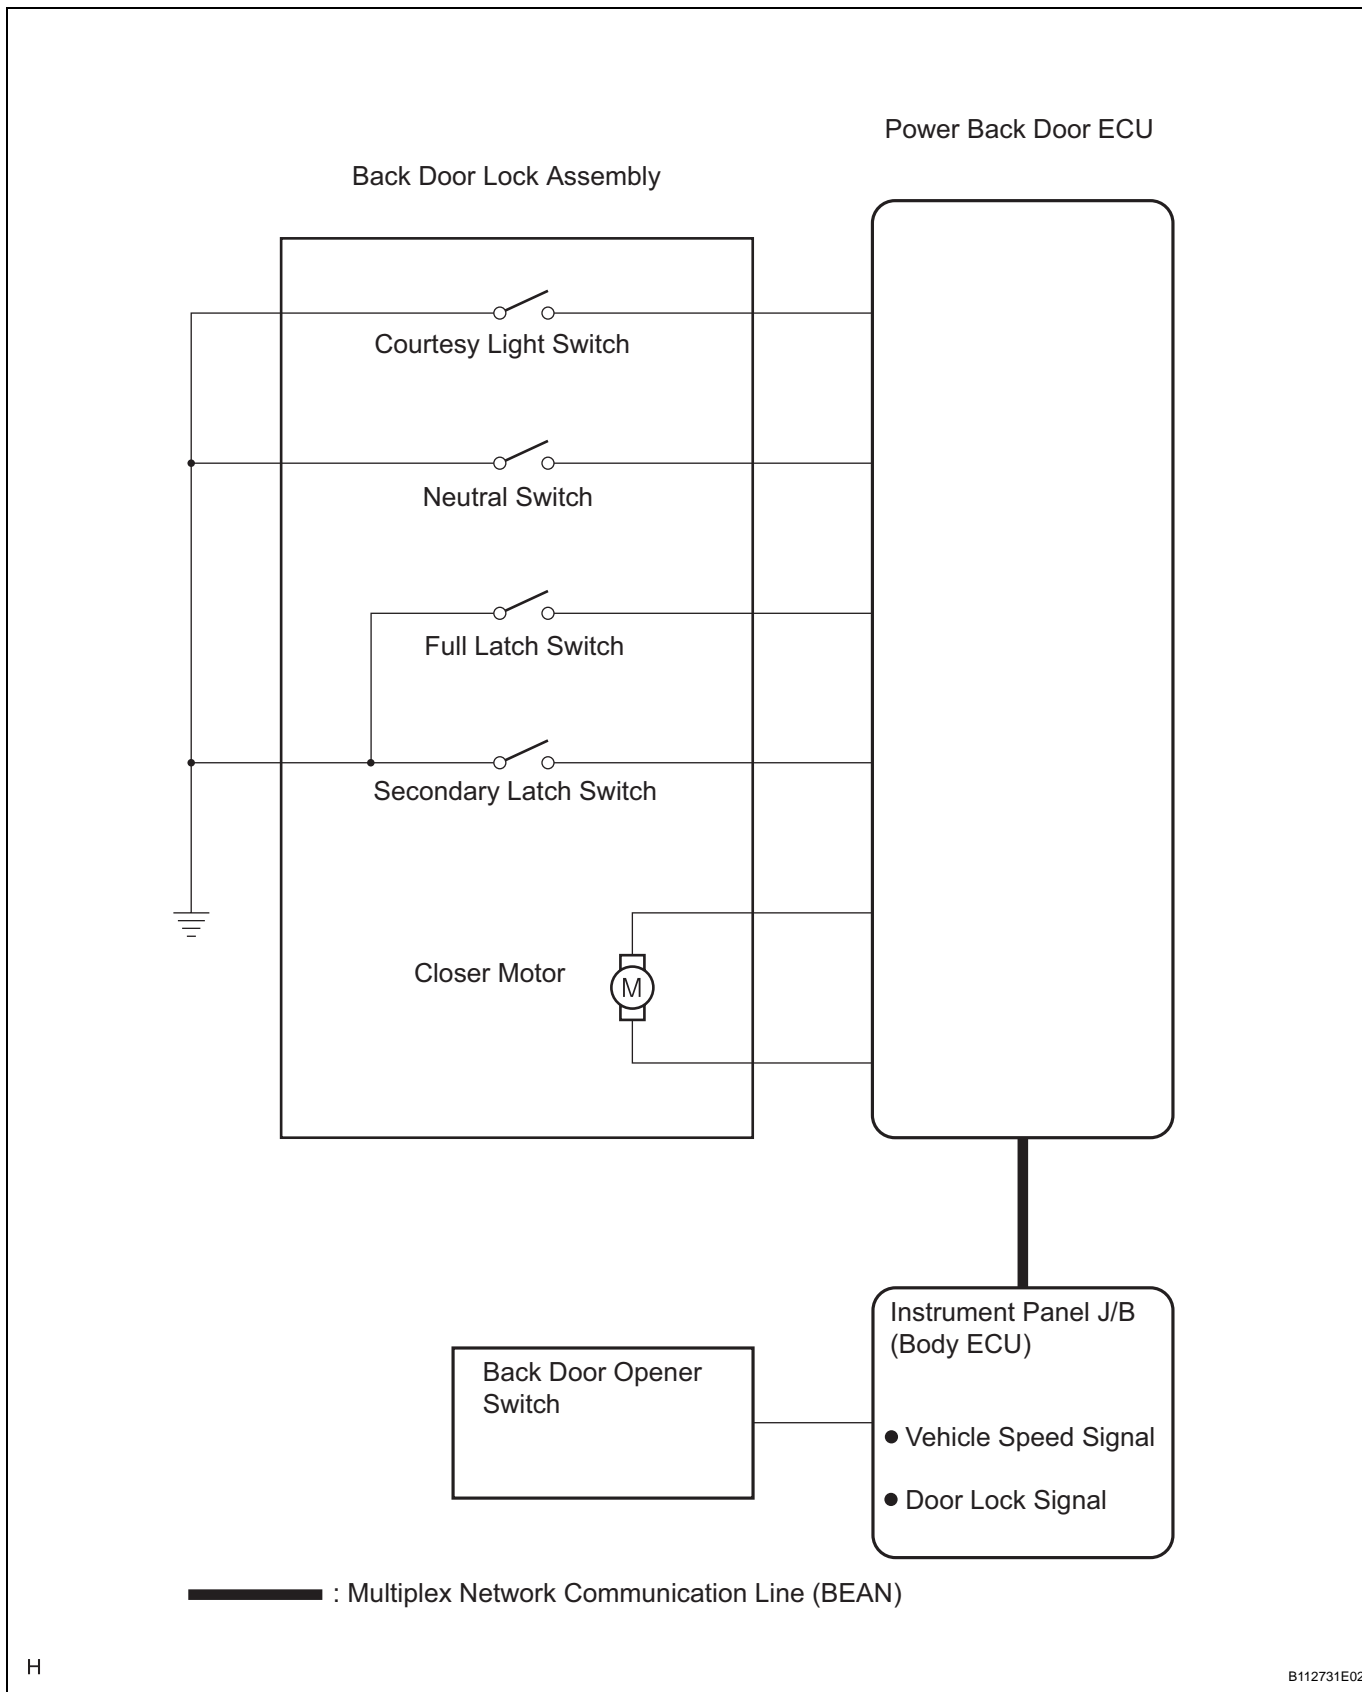 Power Back Door ECU
Back Door Lock Assembly
Courtesy Light Switch
Neutral Switch
Full Latch Switch
Secondary Latch Switch
Closer Motor
M
Instrument Panel J/B
(Body ECU)
Back Door Opener
Switch
● Vehicle Speed Signal
● Door Lock Signal
: Multiplex Network Communication Line (BEAN)
H
B112731E02